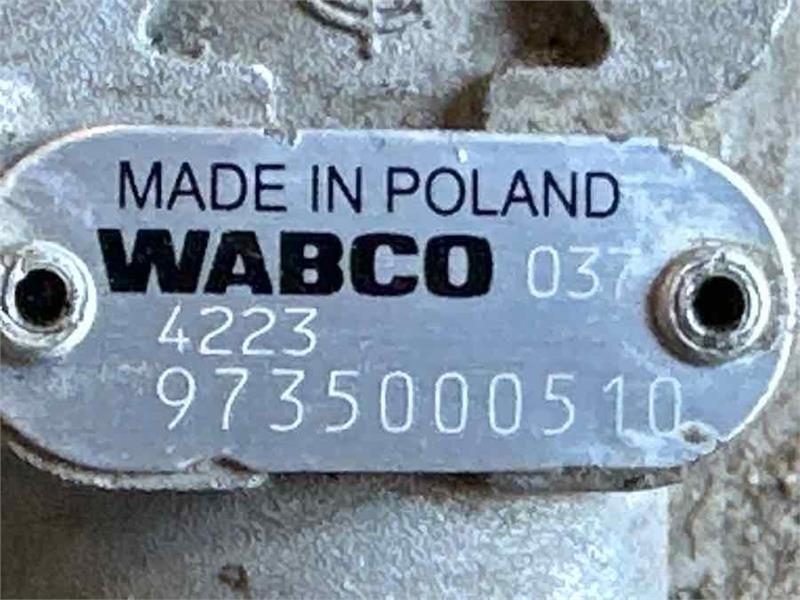 MADE IN POLAND
WABCO 037
4223
9735000510